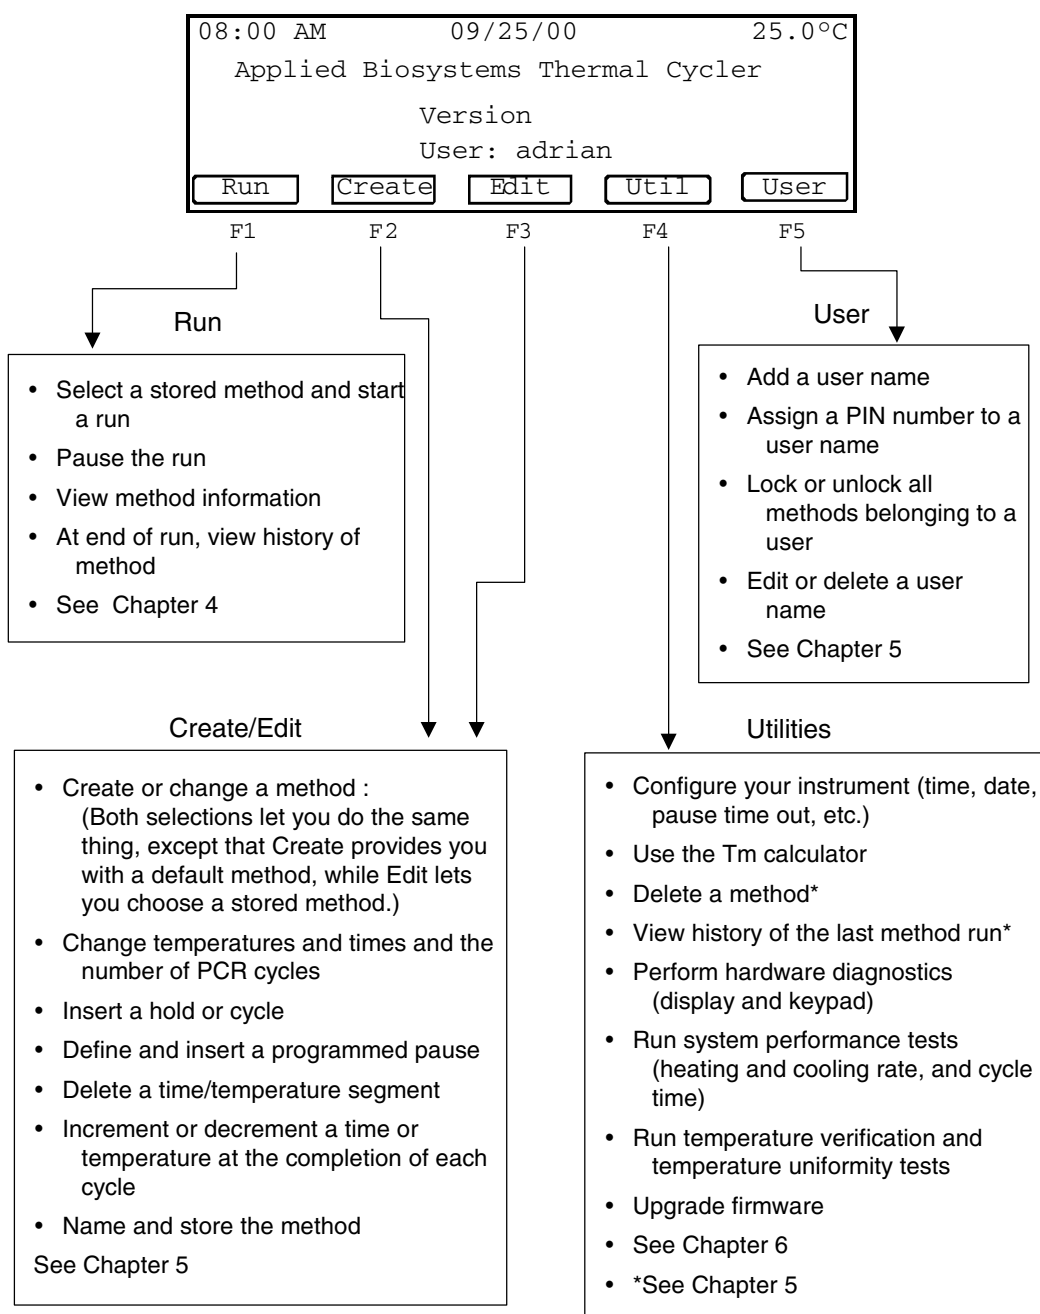 08:00 AM 09/25/00 25.0°C
Applied Biosystems Thermal Cycler
Version
User: adrian
Run Create Edit Util User
F1 F2 F3 F4 F5
Run
• Select a stored method and start
a run
• Pause the run
• View method information
• At end of run, view history of
method
• See Chapter 4
User
• Add a user name
• Assign a PIN number to a
user name
• Lock or unlock all
methods belonging to a
user
• Edit or delete a user
name
• See Chapter 5
Create/Edit
• Create or change a method :
(Both selections let you do the same
thing, except that Create provides you
with a default method, while Edit lets
you choose a stored method.)
• Change temperatures and times and the
number of PCR cycles
• Insert a hold or cycle
• Define and insert a programmed pause
• Delete a time/temperature segment
• Increment or decrement a time or
temperature at the completion of each
cycle
• Name and store the method
See Chapter 5
Utilities
• Configure your instrument (time, date,
pause time out, etc.)
• Use the Tm calculator
• Delete a method*
• View history of the last method run*
• Perform hardware diagnostics
(display and keypad)
• Run system performance tests
(heating and cooling rate, and cycle
time)
• Run temperature verification and
temperature uniformity tests
• Upgrade firmware
• See Chapter 6
• *See Chapter 5